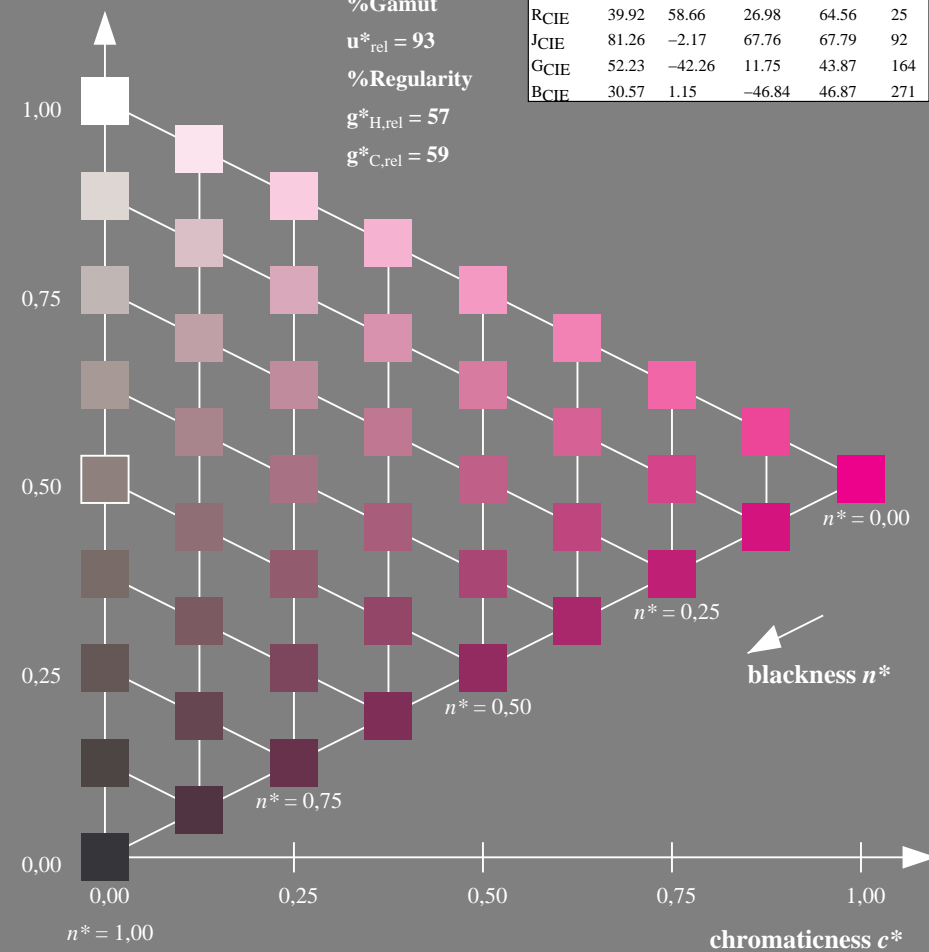 %Gamut
u*rel = 93
%Regularity
g*H,rel = 57
g*C,rel = 59
RCIE 39.92 58.66 26.98 64.56 25
JCIE 81.26 –2.17 67.76 67.79 92
GCIE 52.23 –42.26 11.75 43.87 164
BCIE 30.57 1.15 –46.84 46.87 271
1,00
0,75
0,50
n* = 0,00
n* = 0,25
blackness n*
0,25
n* = 0,50
n* = 0,75
0,00
0,00 0,25 0,50 0,75 1,00
n* = 1,00
chromaticness c*